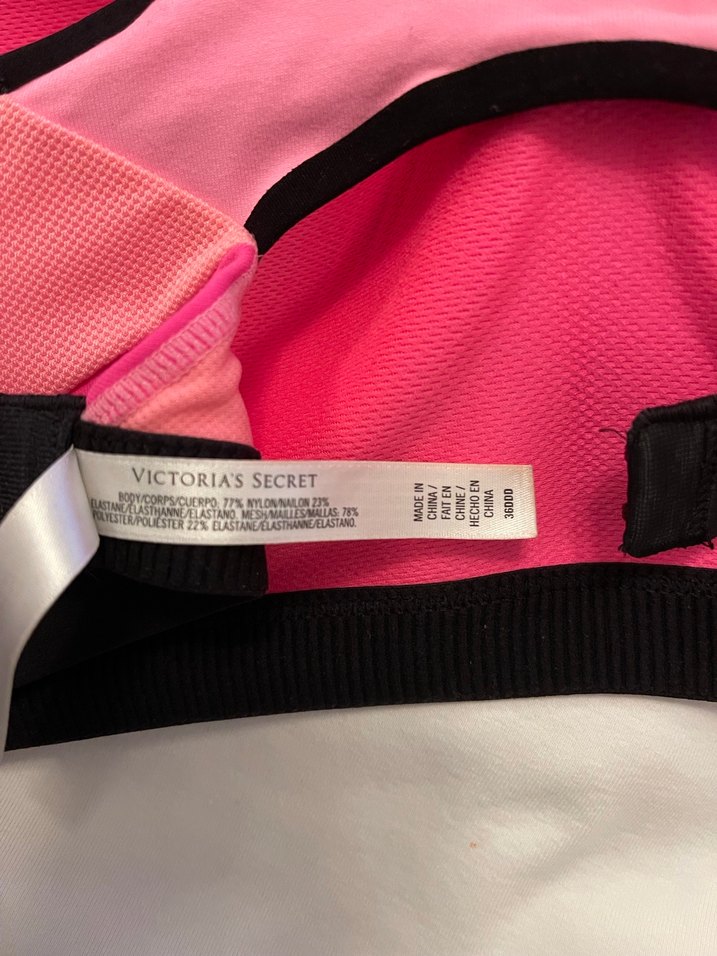 VICTORIA'S SECRET
BODY/CORPS/CUERPO: 77% NYLON/NAILON 23%
ELASTANE/ELASTHANNE/ELASTANO. MESH/MAILLES/MALLAS: 78%
POLYESTER/POLIÉSTER 22% ELASTANE/ÉLASTHANNE/ELASTANO.
MADE IN
CHINA/
FAIT EN
CHINE/
HECHO EN
CHINA
36DDD